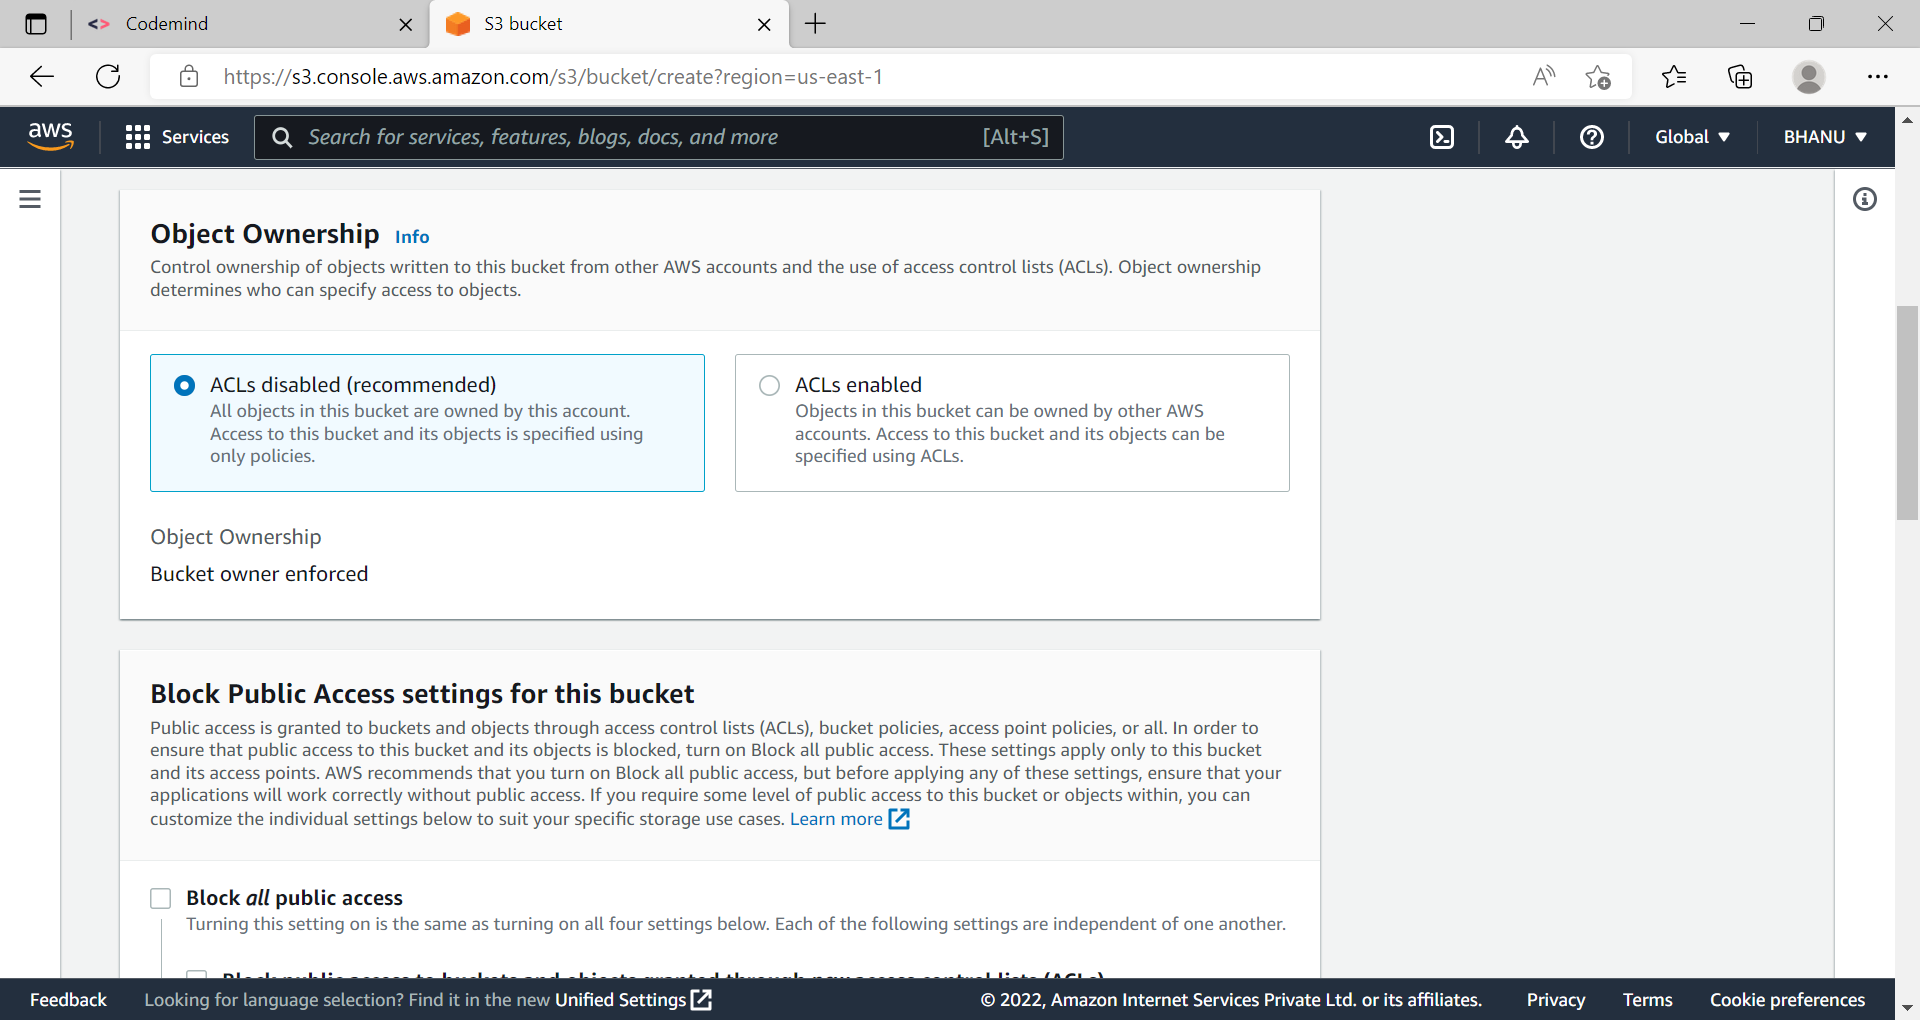 Codemind
S3 bucket
https://s3.console.aws.amazon.com/s3/bucket/create?region=us-east-1
aws
Services
Search for services, features, blogs, docs, and more
[Alt+S]
Global
BHANU
Object Ownership Info
Control ownership of objects written to this bucket from other AWS accounts and the use of access control lists (ACLs). Object ownership
determines who can specify access to objects.
ACLs disabled (recommended)
All objects in this bucket are owned by this account.
Access to this bucket and its objects is specified using
only policies.
ACLs enabled
Objects in this bucket can be owned by other AWS
accounts. Access to this bucket and its objects can be
specified using ACLs.
Object Ownership
Bucket owner enforced
Block Public Access settings for this bucket
Public access is granted to buckets and objects through access control lists (ACLs), bucket policies, access point policies, or all. In order to
ensure that public access to this bucket and its objects is blocked, turn on Block all public access. These settings apply only to this bucket
and its access points. AWS recommends that you turn on Block all public access, but before applying any of these settings, ensure that your
applications will work correctly without public access. If you require some level of public access to this bucket or objects within, you can
customize the individual settings below to suit your specific storage use cases. Learn more
Block all public access
Turning this setting on is the same as turning on all four settings below. Each of the following settings are independent of one another.
Block public access to buckets and objects granted through new access control lists (ACLs)
Feedback
Looking for language selection? Find it in the new Unified Settings
© 2022, Amazon Internet Services Private Ltd. or its affiliates.
Privacy
Terms
Cookie preferences